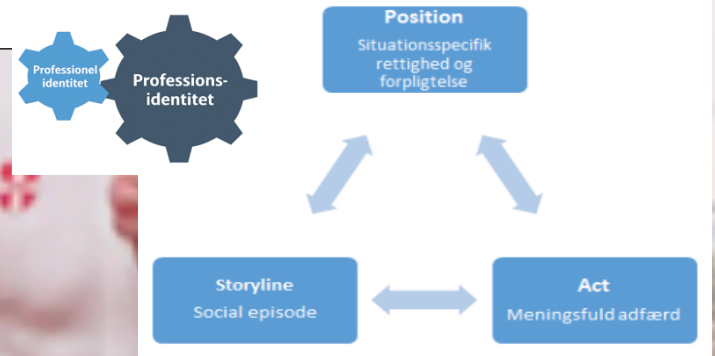 Professionel
identitet
Professions-
identitet
Position
Situationsspecifik
rettighed og
forpligtelse
Storyline
Social episode
Act
Meningsfuld adfærd